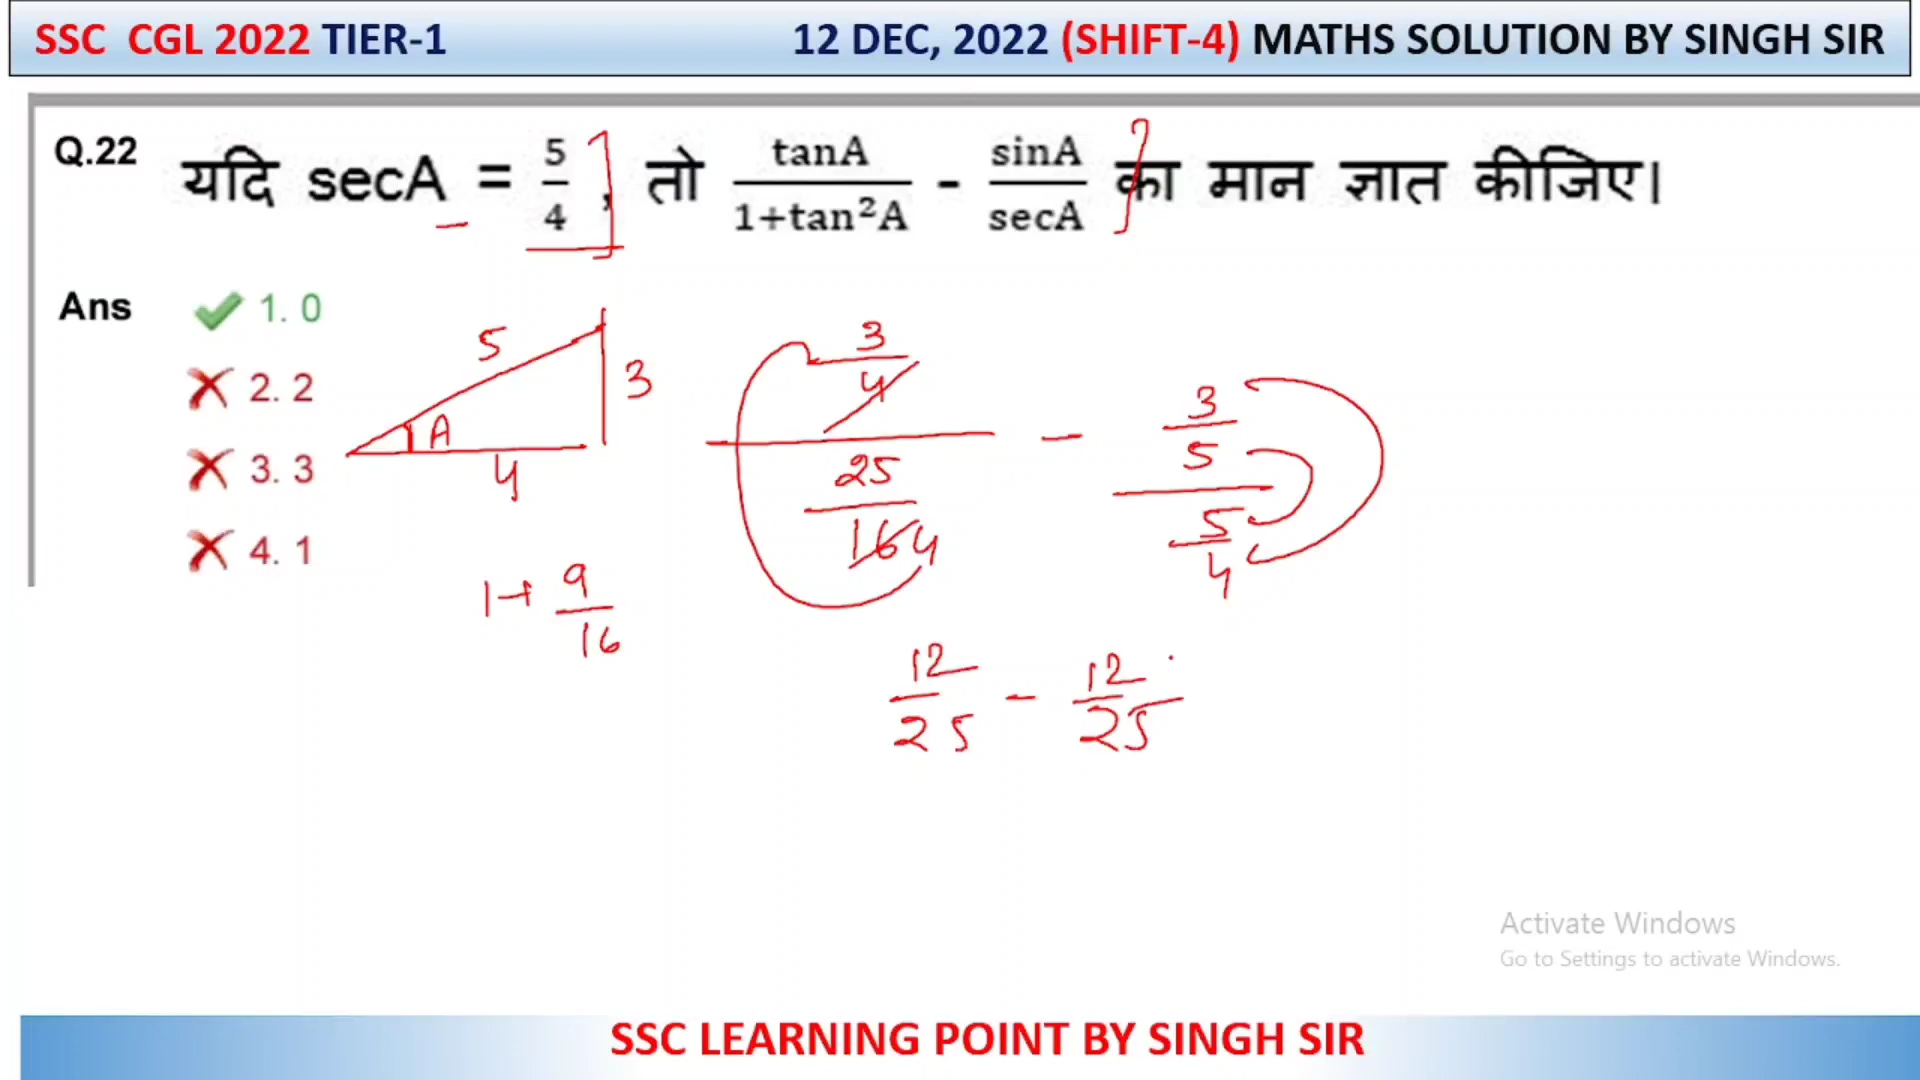 SSC CGL 2022 TIER-1 12 DEC, 2022 (SHIFT-4) MATHS SOLUTION BY SINGH SIR
Q.22 यदि secA = 5/4 , तो tanA/1+tan²A - sinA/secA का मान ज्ञात कीजिए।
Ans 1. 0
2. 2
3. 3
4. 1
5
3
A
4
3/4 / 25/16 4 - 3/5 / 5/4
1+ 9/16
12/25 - 12/25
Activate Windows
Go to Settings to activate Windows.
SSC LEARNING POINT BY SINGH SIR